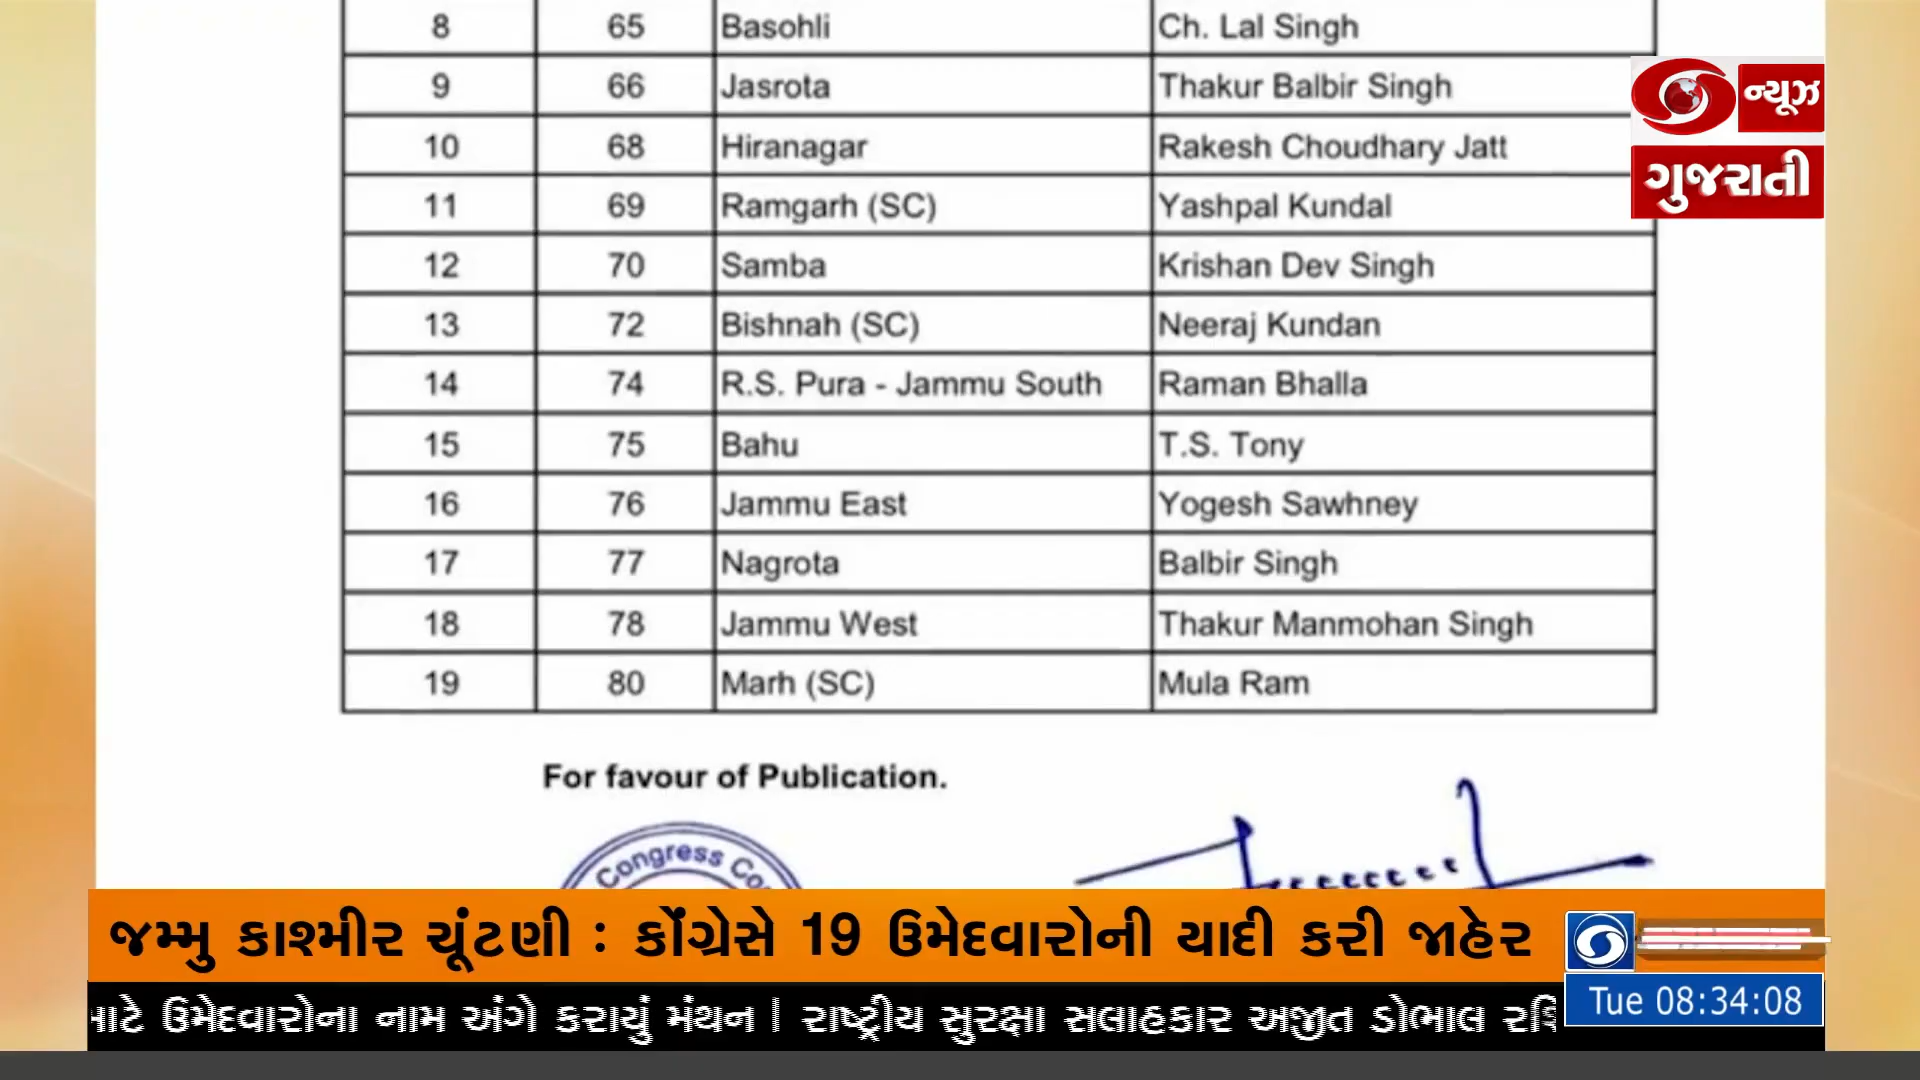 8 65 Basohli Ch. Lal Singh
9 66 Jasrota Thakur Balbir Singh
10 68 Hiranagar Rakesh Choudhary Jatt
11 69 Ramgarh (SC) Yashpal Kundal
12 70 Samba Krishan Dev Singh
13 72 Bishnah (SC) Neeraj Kundan
14 74 R.S. Pura - Jammu South Raman Bhalla
15 75 Bahu T.S. Tony
16 76 Jammu East Yogesh Sawhney
17 77 Nagrota Balbir Singh
18 78 Jammu West Thakur Manmohan Singh
19 80 Marh (SC) Mula Ram
ન્યૂઝ
ગુજરાતી
For favour of Publication.
Congress
જમ્મુ કાશ્મીર ચૂંટણી : કોંગ્રેસે 19 ઉમેદવારોની યાદી કરી જાહેર
ઉમેદવારોના નામ અંગે કરાયું મંથન | રાષ્ટ્રીય સુરક્ષા સલાહકાર અજીત ડોભાલ
Tue 08:34:08